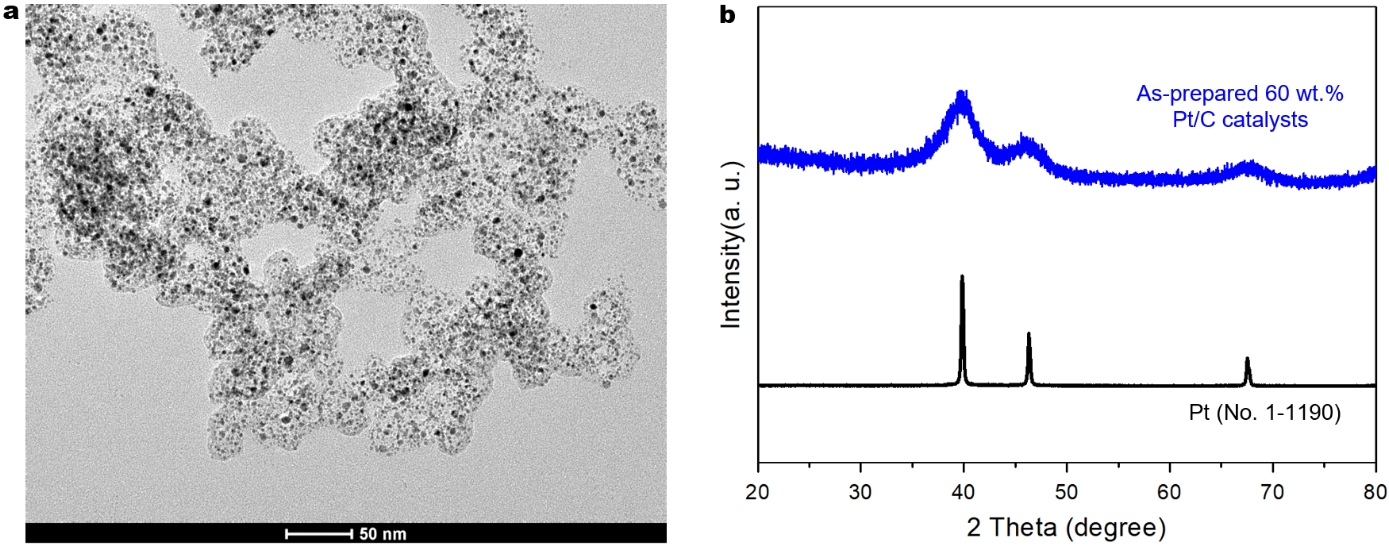 a
50 nm
b
As-prepared 60 wt.%
Pt/C catalysts
Pt (No. 1-1190)
Intensity(a. u.)
20 30 40 50 60 70 80
2 Theta (degree)